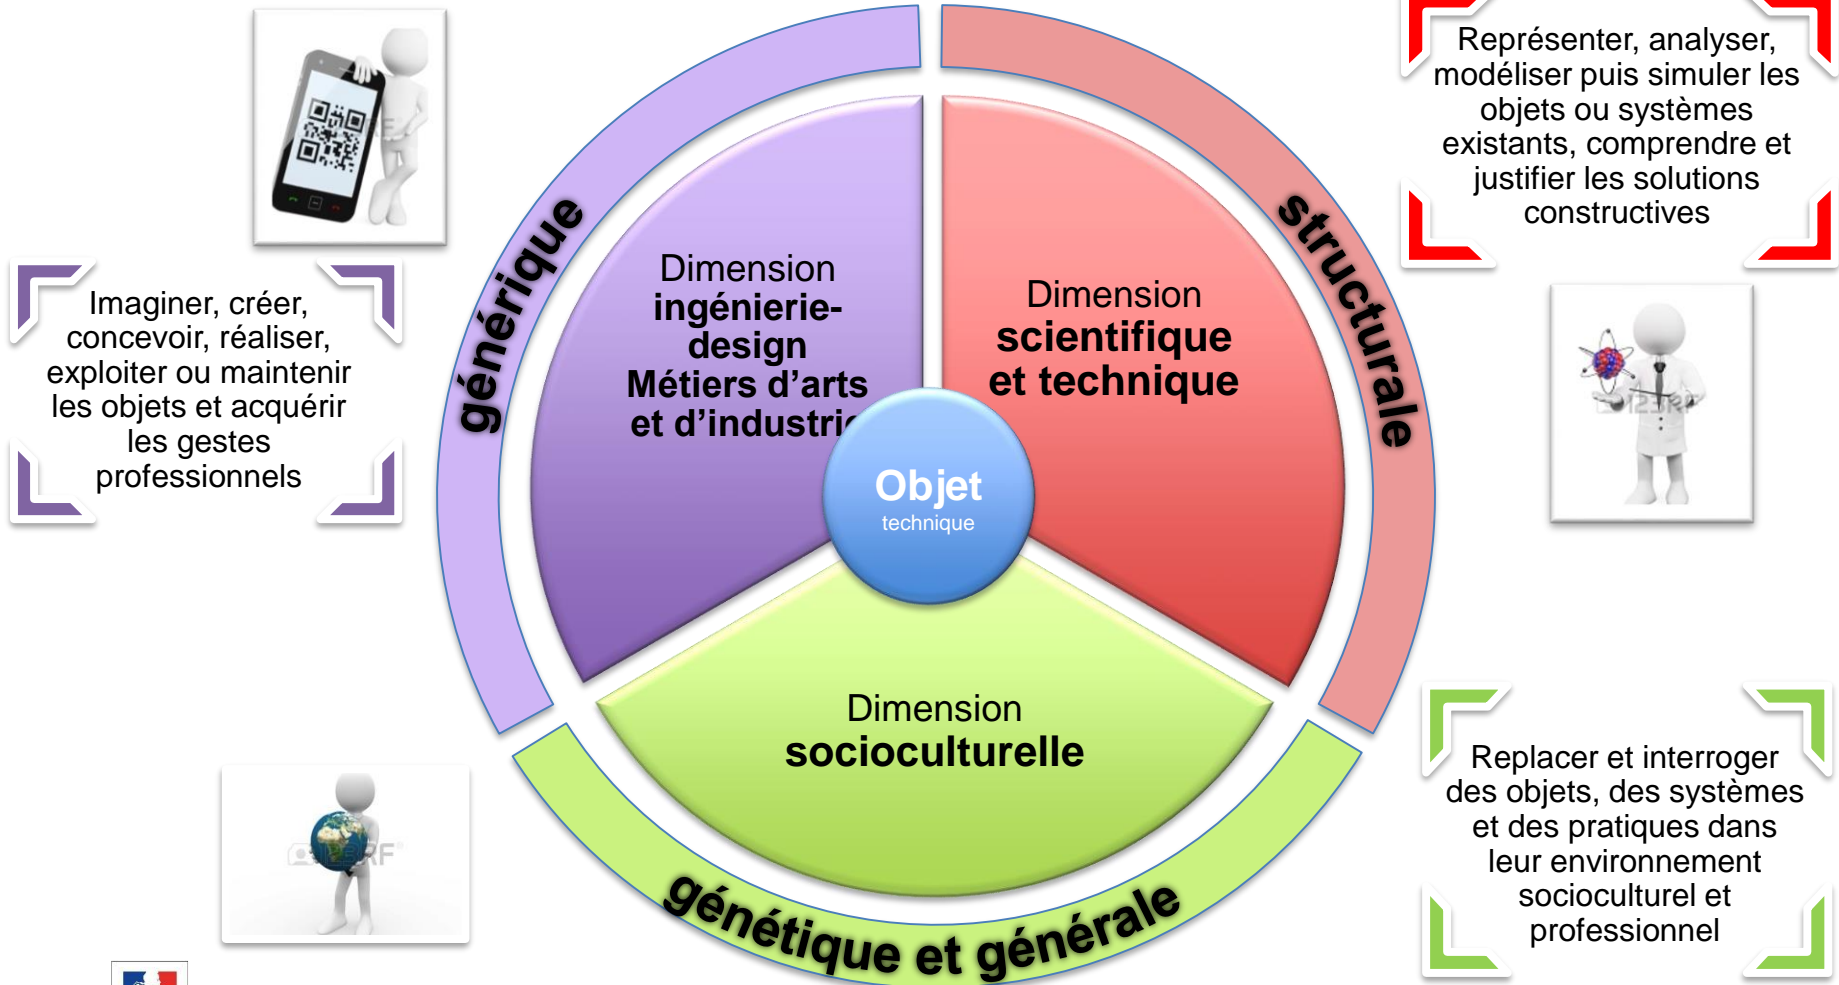 Représenter, analyser,
modéliser puis simuler les
objets ou systèmes
existants, comprendre et
justifier les solutions
constructives
Imaginer, créer,
concevoir, réaliser,
exploiter ou maintenir
les objets et acquérir
les gestes
professionnels
générique
Dimension
ingénierie-
design
Métiers d’arts
et d’industrie
structurale
Dimension
scientifique
et technique
Objet
technique
Dimension
socioculturelle
génétique et générale
Replacer et interroger
des objets, des systèmes
et des pratiques dans
leur environnement
socioculturel et
professionnel
123RF